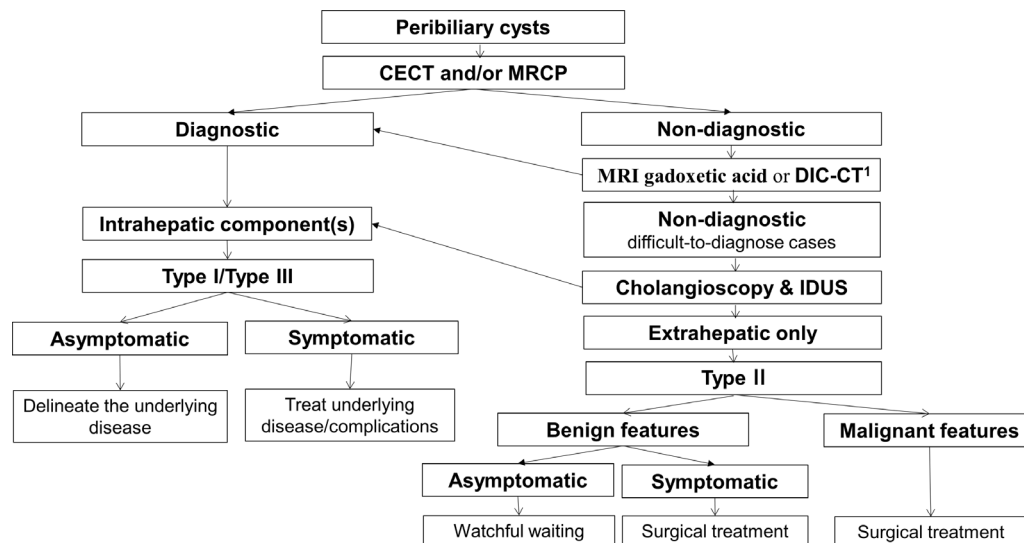 Peribiliary cysts
CECT and/or MRCP
Diagnostic
Non-diagnostic
MRI gadoxetic acid or DIC-CT¹
Intrahepatic component(s)
Non-diagnostic
difficult-to-diagnose cases
Type I/Type III
Cholangioscopy & IDUS
Asymptomatic
Symptomatic
Extrahepatic only
Type II
Delineate the underlying
disease
Treat underlying
disease/complications
Benign features
Malignant features
Asymptomatic
Symptomatic
Watchful waiting
Surgical treatment
Surgical treatment